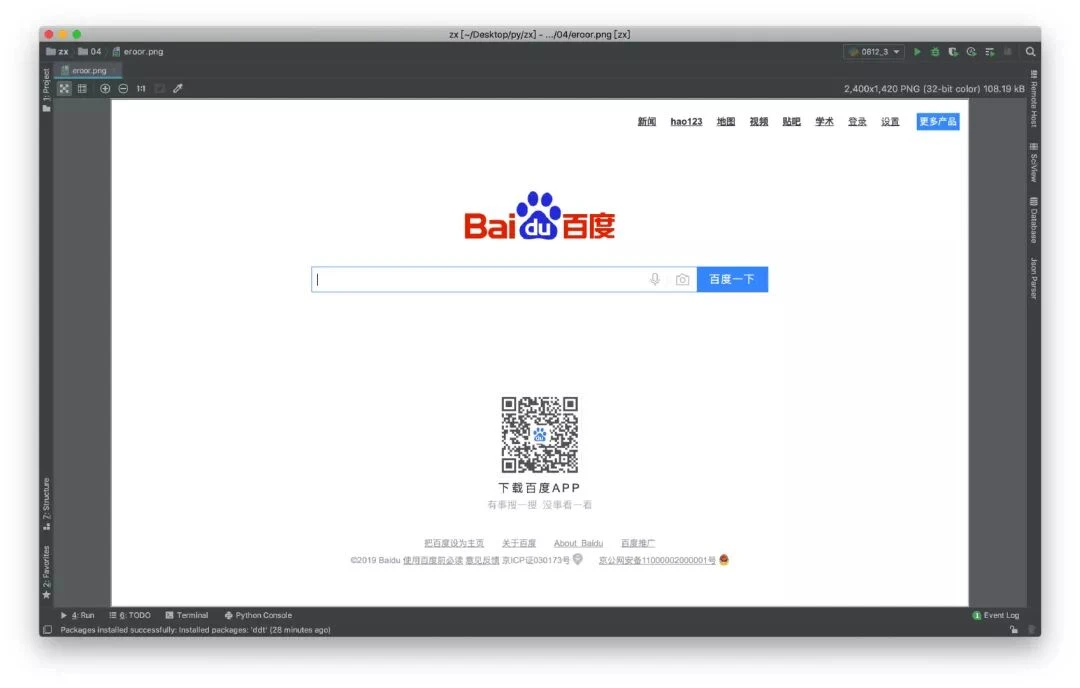 zx [~/Desktop/py/zx] - .../04/eroor.png [zx]
zx 04 eroor.png
0812_3
eroor.png
1: Project
1:1
2,400x1,420 PNG (32-bit color) 108.19 kB
Remote Host
SciView
Database
Json Parser
新闻 hao123 地图 视频 贴吧 学术 登录 设置 更多产品
Bai du 百度
百度一下
du
下载百度APP
有事搜一搜 没事看一看
把百度设为主页 关于百度 About Baidu 百度推广
©2019 Baidu 使用百度前必读 意见反馈 京ICP证030173号 京公网安备11000002000001号
7: Structure
2: Favorites
4: Run 6: TODO Terminal Python Console
1 Event Log
Packages installed successfully: Installed packages: 'ddt' (28 minutes ago)